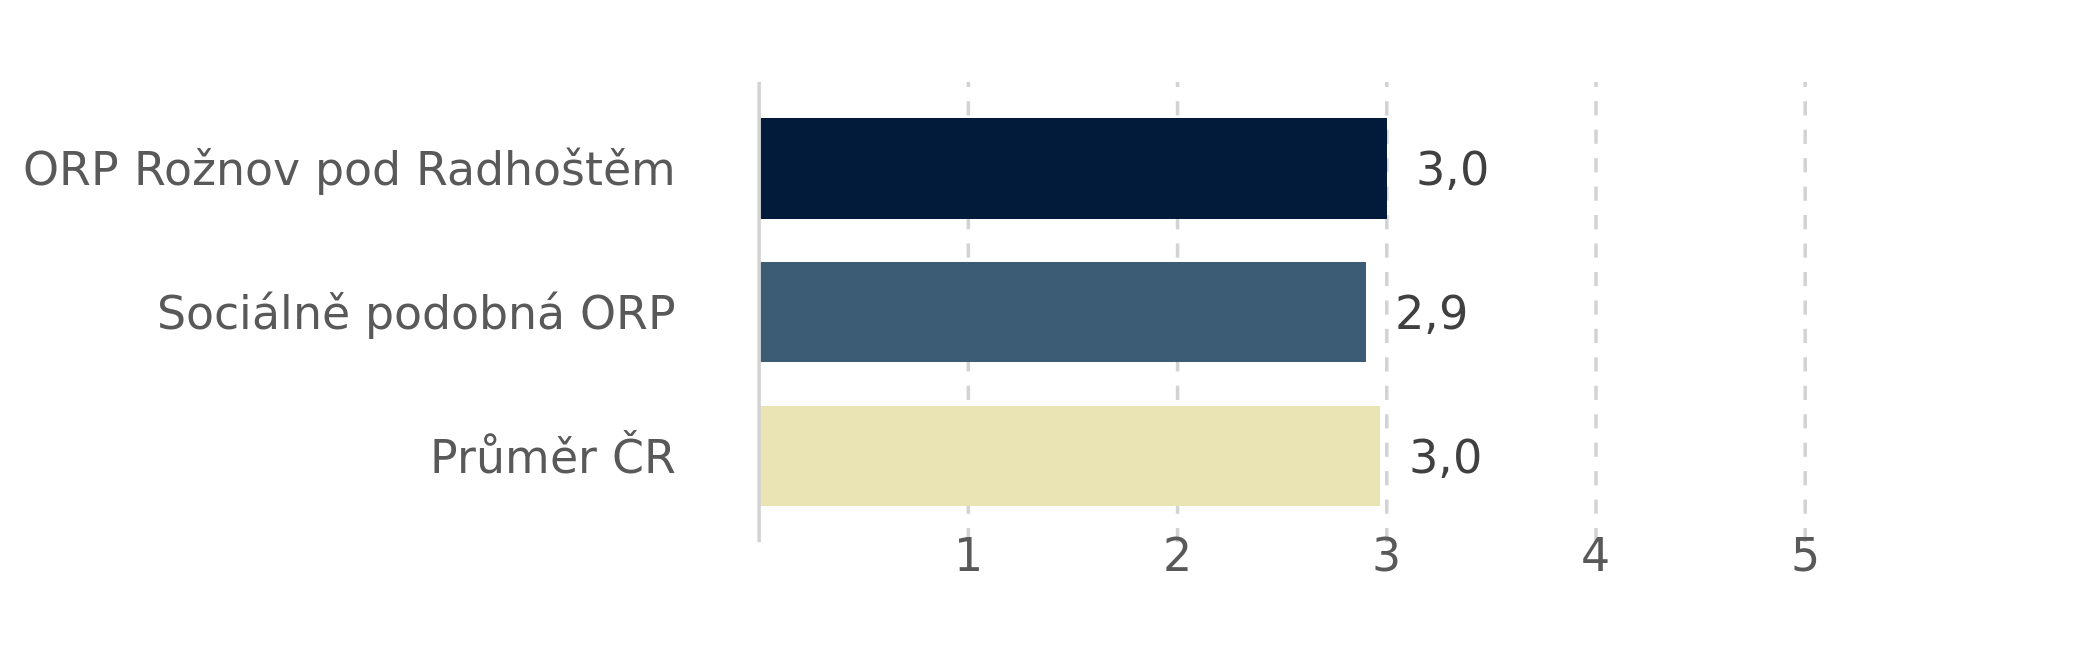 ORP Rožnov pod Radhoštěm 3,0
Sociálně podobná ORP 2,9
Průměr ČR 3,0
1 2 3 4 5